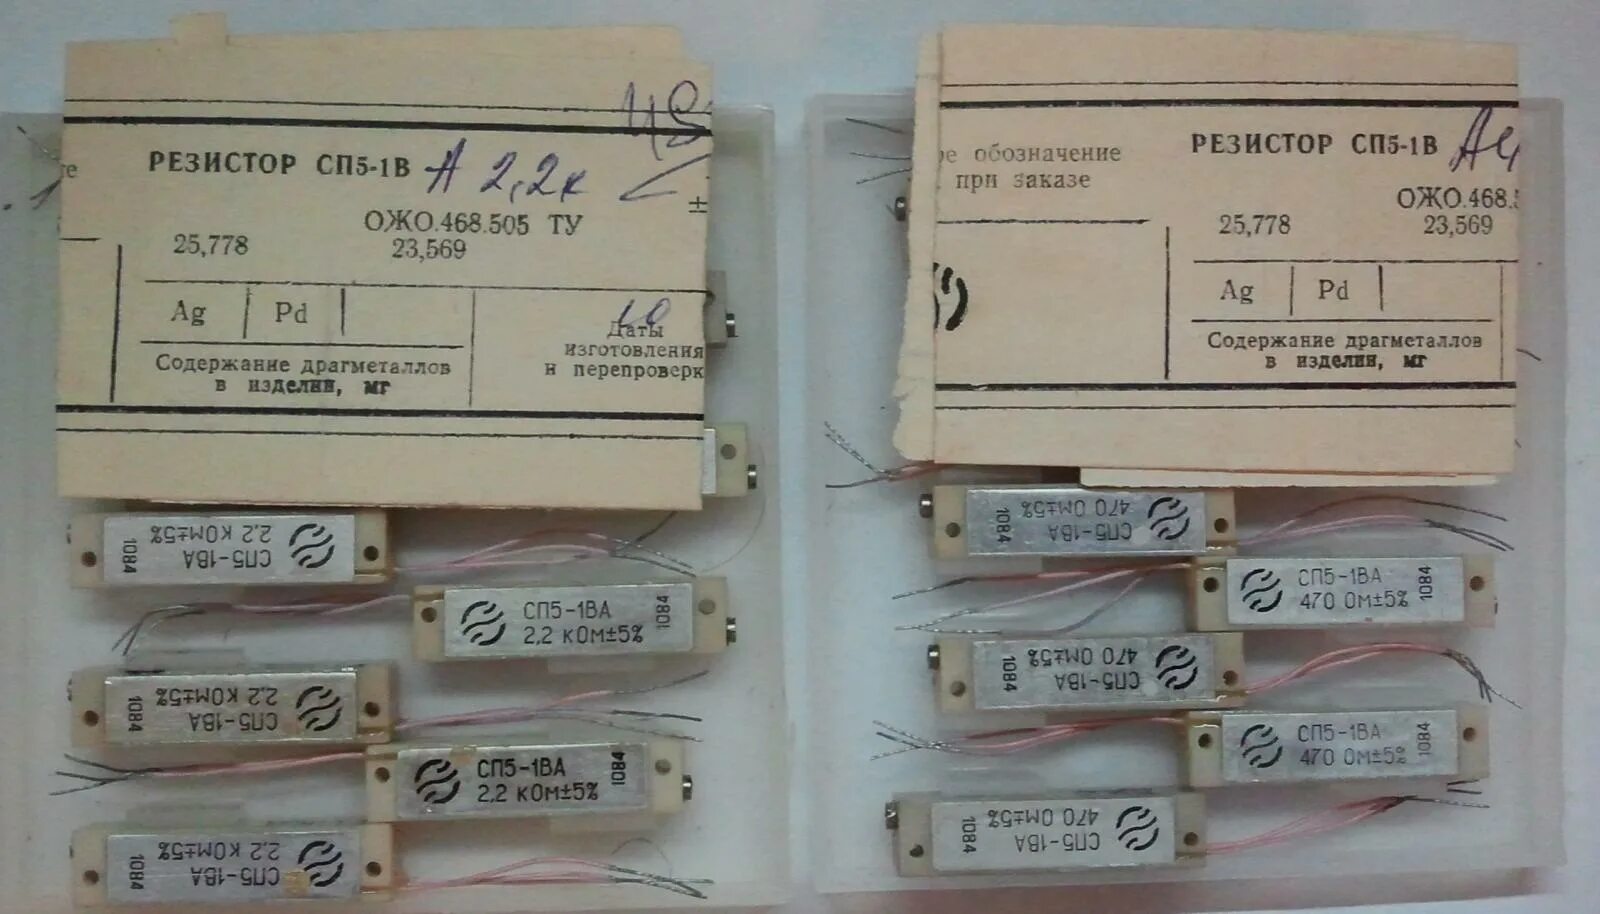 РЕЗИСТОР СП5-1В А 2,2к
ОЖО.468.505 ТУ
±
25,778 23,569
Ag Pd
Содержание драгметаллов
в изделии, мг
10
Даты
изготовления
и перепроверк
СП5-1ВА
2,2 кОм±5%
1084
СП5-1ВА
2,2 кОм±5%
1084
СП5-1ВА
2,2 кОм±5%
1084
СП5-1ВА
2,2 кОм±5%
1084
СП5-1ВА
2,2 кОм±5%
1084
ре обозначение
при заказе
РЕЗИСТОР СП5-1В
ОЖО.468.5
25,778 23,569
Ag Pd
Содержание драгметаллов
в изделии, мг
СП5-1ВА
470 Ом±5%
1084
СП5-1ВА
470 Ом±5%
1084
СП5-1ВА
470 Ом±5%
1084
СП5-1ВА
470 Ом±5%
1084
СП5-1ВА
470 Ом±5%
1084